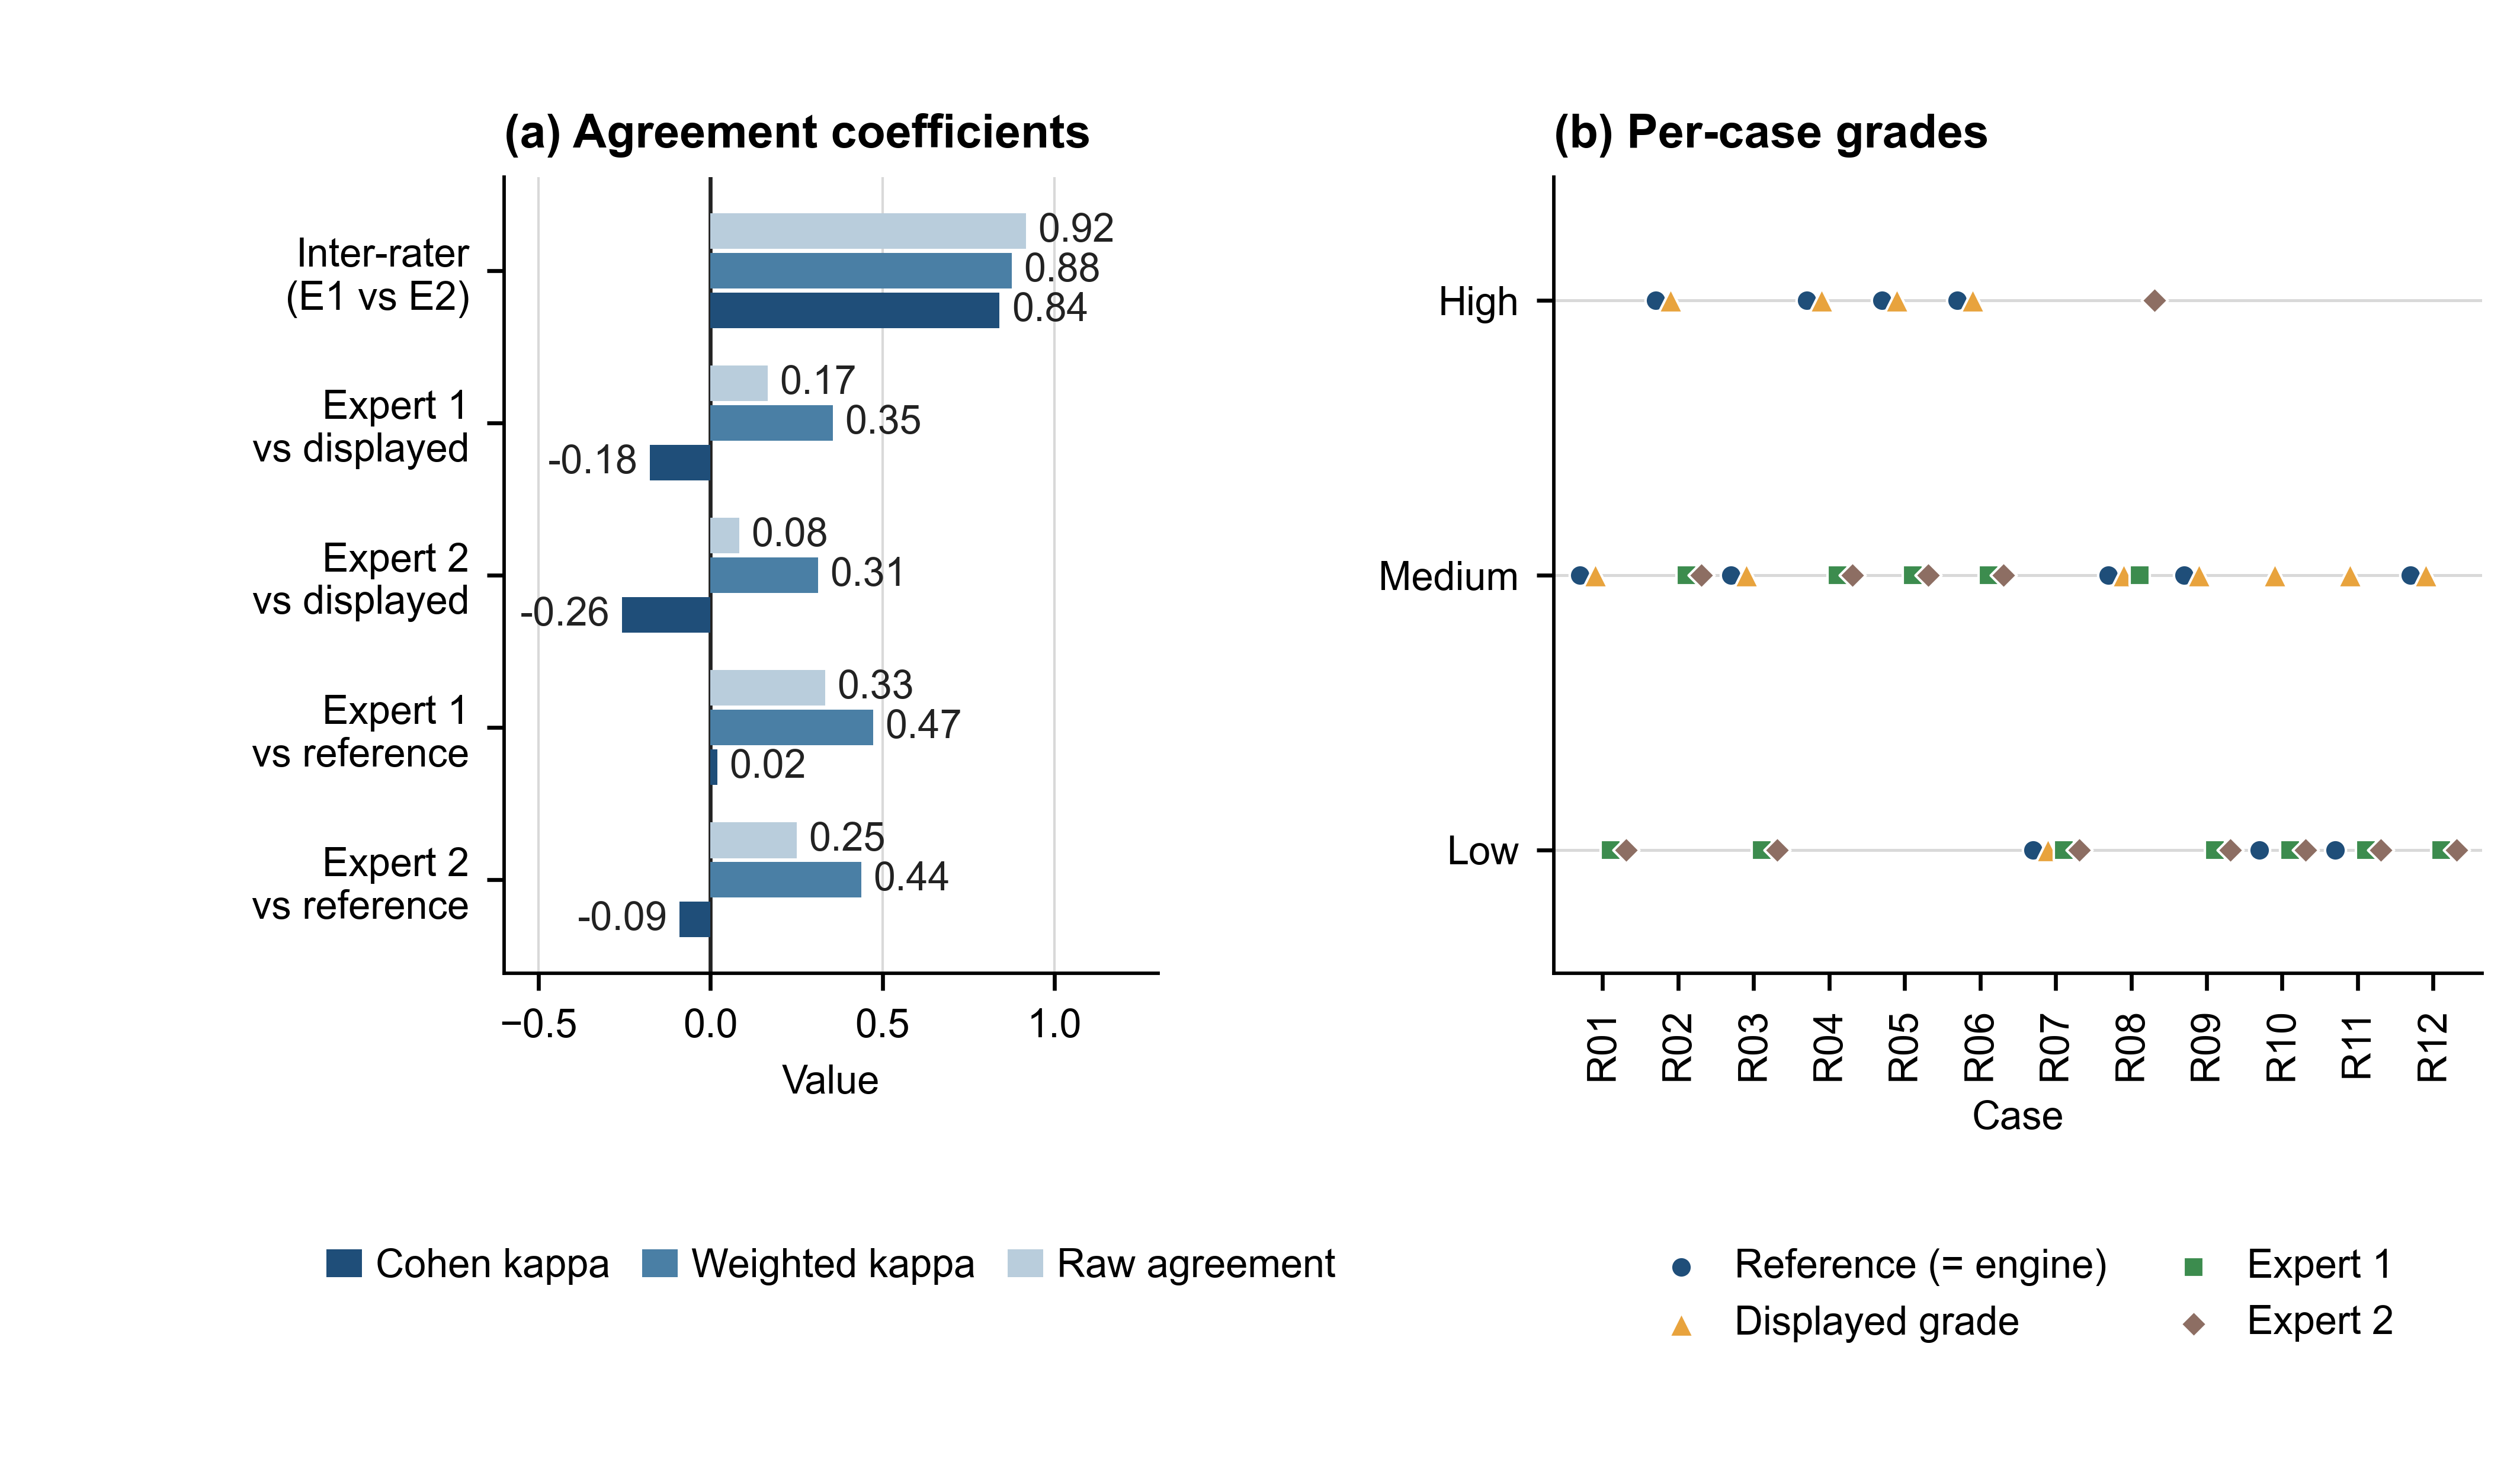 (a) Agreement coefficients
Inter-rater
(E1 vs E2)
0.92
0.88
0.84
Expert 1
vs displayed
0.17
0.35
-0.18
Expert 2
vs displayed
0.08
0.31
-0.26
Expert 1
vs reference
0.33
0.47
0.02
Expert 2
vs reference
0.25
0.44
-0.09
−0.5 0.0 0.5 1.0
Value
Cohen kappa Weighted kappa Raw agreement
(b) Per-case grades
High
Medium
Low
R01 R02 R03 R04 R05 R06 R07 R08 R09 R10 R11 R12
Case
Reference (= engine) Expert 1
Displayed grade Expert 2